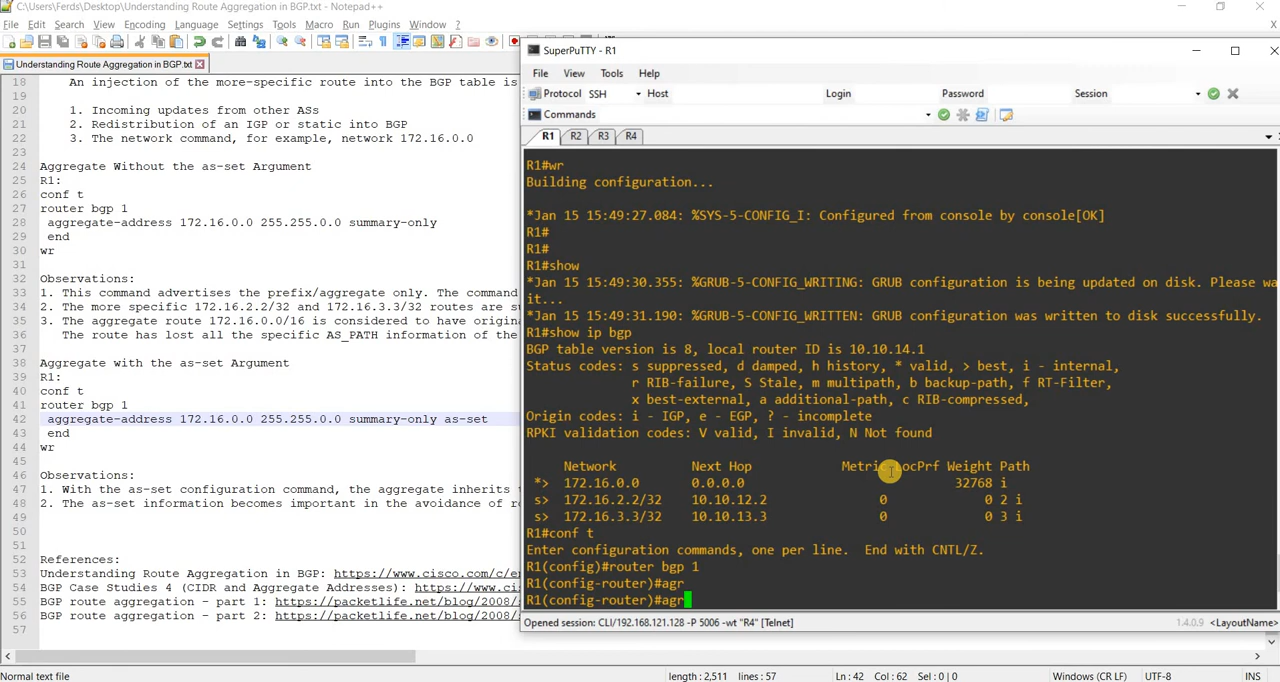 C:\Users\Ferds\Desktop\Understanding Route Aggregation in BGP.txt - Notepad++
File Edit Search View Encoding Language Settings Tools Macro Run Plugins Window ?
X
Understanding Route Aggregation in BGP.txt
18 An injection of the more-specific route into the BGP table is
19
20 1. Incoming updates from other ASs
21 2. Redistribution of an IGP or static into BGP
22 3. The network command, for example, network 172.16.0.0
23
24 Aggregate Without the as-set Argument
25 R1:
26 conf t
27 router bgp 1
28 aggregate-address 172.16.0.0 255.255.0.0 summary-only
29 end
30 wr
31
32 Observations:
33 1. This command advertises the prefix/aggregate only. The command
34 2. The more specific 172.16.2.2/32 and 172.16.3.3/32 routes are su
35 3. The aggregate route 172.16.0.0/16 is considered to have origin
36 The route has lost all the specific AS_PATH information of the
37
38 Aggregate with the as-set Argument
39 R1:
40 conf t
41 router bgp 1
42 aggregate-address 172.16.0.0 255.255.0.0 summary-only as-set
43 end
44 wr
45
46 Observations:
47 1. With the as-set configuration command, the aggregate inherits t
48 2. The as-set information becomes important in the avoidance of r
49
50
51
52 References:
53 Understanding Route Aggregation in BGP: https://www.cisco.com/c/e
54 BGP Case Studies 4 (CIDR and Aggregate Addresses): https://www.ci
55 BGP route aggregation - part 1: https://packetlife.net/blog/2008/
56 BGP route aggregation - part 2: https://packetlife.net/blog/2008/
57
Normal text file length : 2,511 lines : 57 Ln : 42 Col : 62 Sel : 0 | 0 Windows (CR LF) UTF-8 INS
SuperPuTTY - R1
File View Tools Help
Protocol SSH Host Login Password Session
Commands
R1 R2 R3 R4
R1#wr
Building configuration...
*Jan 15 15:49:27.084: %SYS-5-CONFIG_I: Configured from console by console[OK]
R1#
R1#
R1#show
*Jan 15 15:49:30.355: %GRUB-5-CONFIG_WRITING: GRUB configuration is being updated on disk. Please wa
it...
*Jan 15 15:49:31.190: %GRUB-5-CONFIG_WRITTEN: GRUB configuration was written to disk successfully.
R1#show ip bgp
BGP table version is 8, local router ID is 10.10.14.1
Status codes: s suppressed, d damped, h history, * valid, > best, i - internal,
r RIB-failure, S Stale, m multipath, b backup-path, f RT-Filter,
x best-external, a additional-path, c RIB-compressed,
Origin codes: i - IGP, e - EGP, ? - incomplete
RPKI validation codes: V valid, I invalid, N Not found
Network Next Hop Metric LocPrf Weight Path
*> 172.16.0.0 0.0.0.0 32768 i
s> 172.16.2.2/32 10.10.12.2 0 0 2 i
s> 172.16.3.3/32 10.10.13.3 0 0 3 i
R1#conf t
Enter configuration commands, one per line. End with CNTL/Z.
R1(config)#router bgp 1
R1(config-router)#agr
R1(config-router)#agr
Opened session: CLI/192.168.121.128 -P 5006 -wt "R4" [Telnet] 1.4.0.9 <LayoutName>